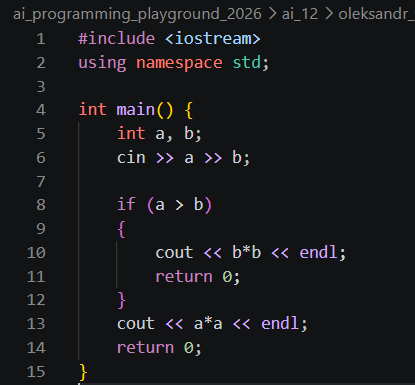 ai_programming_playground_2026 > ai_12 > oleksandr_
1 #include <iostream>
2 using namespace std;
3
4 int main() {
5     int a, b;
6     cin >> a >> b;
7
8     if (a > b)
9     {
10         cout << b*b << endl;
11         return 0;
12     }
13     cout << a*a << endl;
14     return 0;
15 }